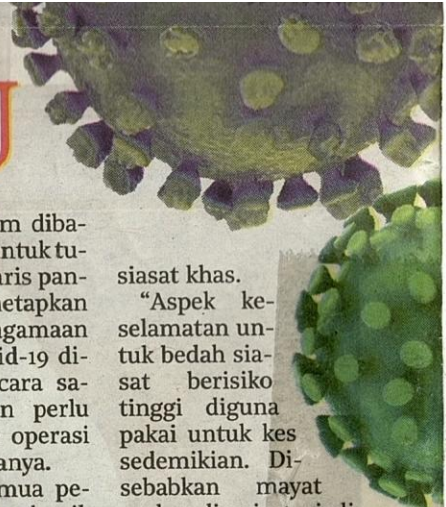 m diba-
ntuk tu-
aris pan-
netapkan
agamaan
id-19 di-
cara sa-
n perlu
operasi
anya.
mua pe-
siasat khas.
“Aspek ke-
selamatan un-
tuk bedah sia-
sat berisiko
tinggi diguna
pakai untuk kes
sedemikian. Di-
sebabkan mayat